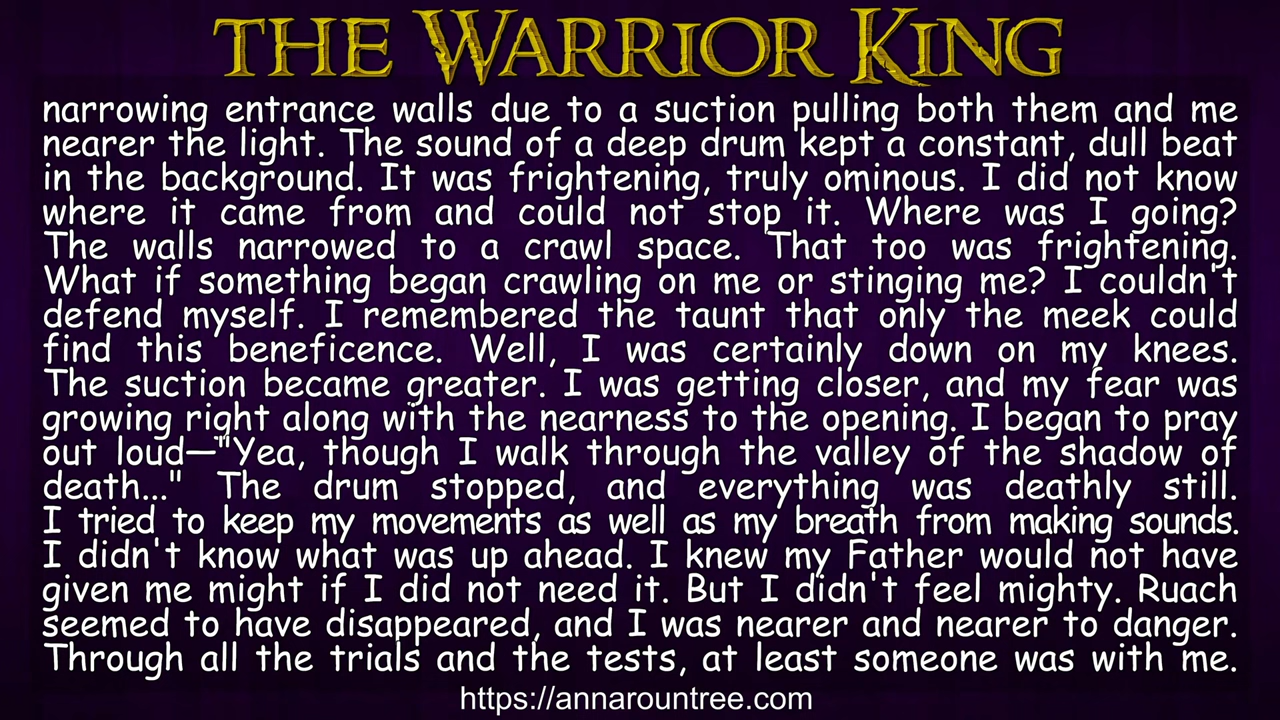 THE WARRIOR KING
narrowing entrance walls due to a suction pulling both them and me
nearer the light. The sound of a deep drum kept a constant, dull beat
in the background. It was frightening, truly ominous. I did not know
where it came from and could not stop it. Where was I going?
The walls narrowed to a crawl space. That too was frightening.
What if something began crawling on me or stinging me? I couldn't
defend myself. I remembered the taunt that only the meek could
find this beneficence. Well, I was certainly down on my knees.
The suction became greater. I was getting closer, and my fear was
growing right along with the nearness to the opening. I began to pray
out loud—"Yea, though I walk through the valley of the shadow of
death..." The drum stopped, and everything was deathly still.
I tried to keep my movements as well as my breath from making sounds.
I didn't know what was up ahead. I knew my Father would not have
given me might if I did not need it. But I didn't feel mighty. Ruach
seemed to have disappeared, and I was nearer and nearer to danger.
Through all the trials and the tests, at least someone was with me.
https://annarountree.com